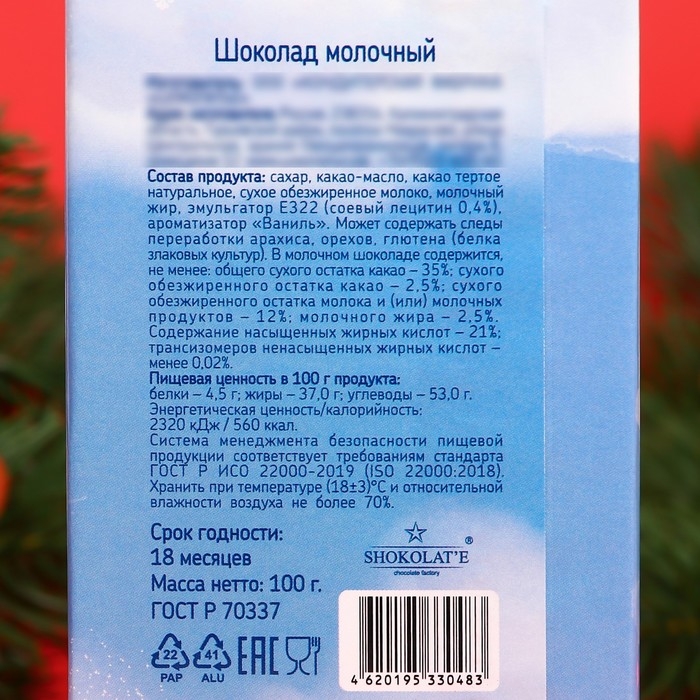 Шоколад молочный
Состав продукта: сахар, какао-масло, какао тертое
натуральное, сухое обезжиренное молоко, молочный
жир, эмульгатор Е322 (соевый лецитин 0,4%),
ароматизатор «Ваниль». Может содержать следы
переработки арахиса, орехов, глютена (белка
злаковых культур). В молочном шоколаде содержится,
не менее: общего сухого остатка какао – 35%; сухого
обезжиренного остатка какао – 2,5%; сухого
обезжиренного остатка молока и (или) молочных
продуктов – 12%; молочного жира – 2,5%.
Содержание насыщенных жирных кислот – 21%;
трансизомеров ненасыщенных жирных кислот –
менее 0,02%.
Пищевая ценность в 100 г продукта:
белки – 4,5 г; жиры – 37,0 г; углеводы – 53,0 г.
Энергетическая ценность/калорийность:
2320 кДж / 560 ккал.
Система менеджмента безопасности пищевой
продукции соответствует требованиям стандарта
ГОСТ Р ИСО 22000-2019 (ISO 22000:2018).
Хранить при температуре (18±3)°С и относительной
влажности воздуха не более 70%.
Срок годности:
18 месяцев
Масса нетто: 100 г.
ГОСТ Р 70337
SHOKOLAT'E ®
chocolate factory
22 41 EAC
PAP ALU
4 620195 330483